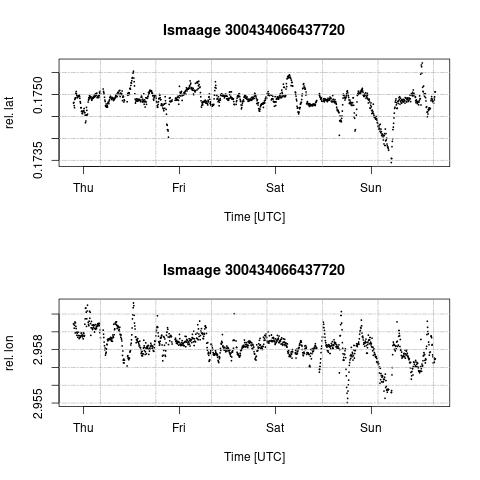 Ismaage 300434066437720
rel. lat
0.1750
0.1735
Thu Fri Sat Sun
Time [UTC]
Ismaage 300434066437720
rel. lon
2.958
2.955
Thu Fri Sat Sun
Time [UTC]